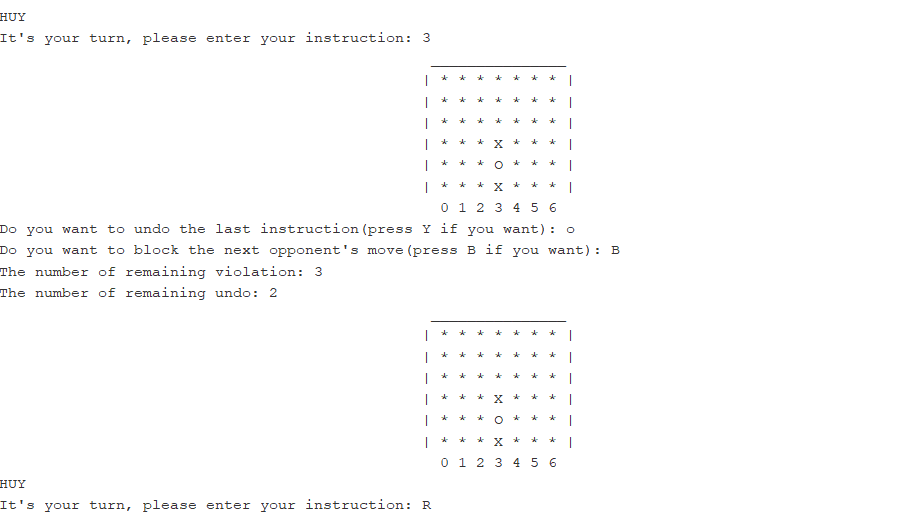 HUY
It's your turn, please enter your instruction: 3
| * * * * * * * |
| * * * * * * * |
| * * * * * * * |
| * * * X * * * |
| * * * O * * * |
| * * * X * * * |
0 1 2 3 4 5 6
Do you want to undo the last instruction(press Y if you want): o
Do you want to block the next opponent's move(press B if you want): B
The number of remaining violation: 3
The number of remaining undo: 2
| * * * * * * * |
| * * * * * * * |
| * * * * * * * |
| * * * X * * * |
| * * * O * * * |
| * * * X * * * |
0 1 2 3 4 5 6
HUY
It's your turn, please enter your instruction: R